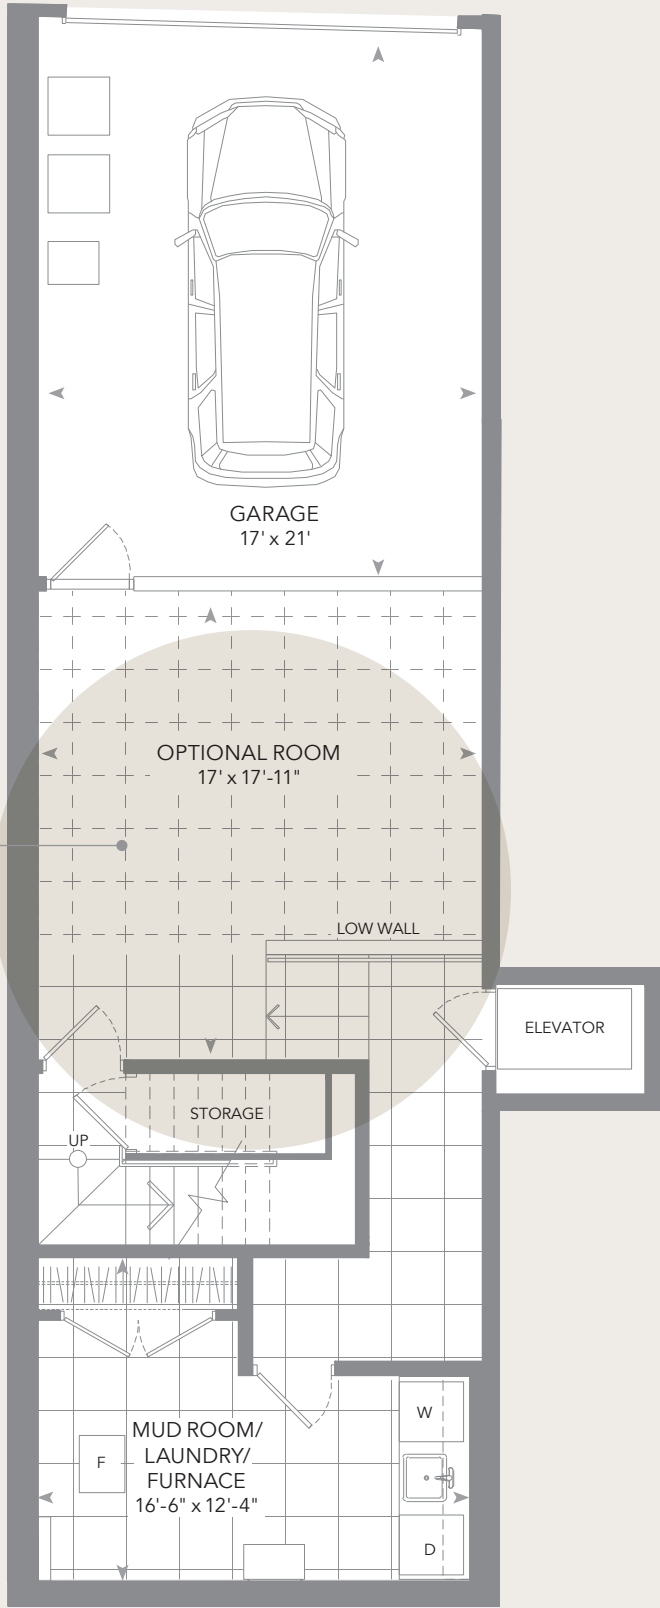 GARAGE
17' x 21'
OPTIONAL ROOM
17' x 17'-11"
LOW WALL
ELEVATOR
STORAGE
UP
W
MUD ROOM/
LAUNDRY/
FURNACE
16'-6" x 12'-4"
F
D